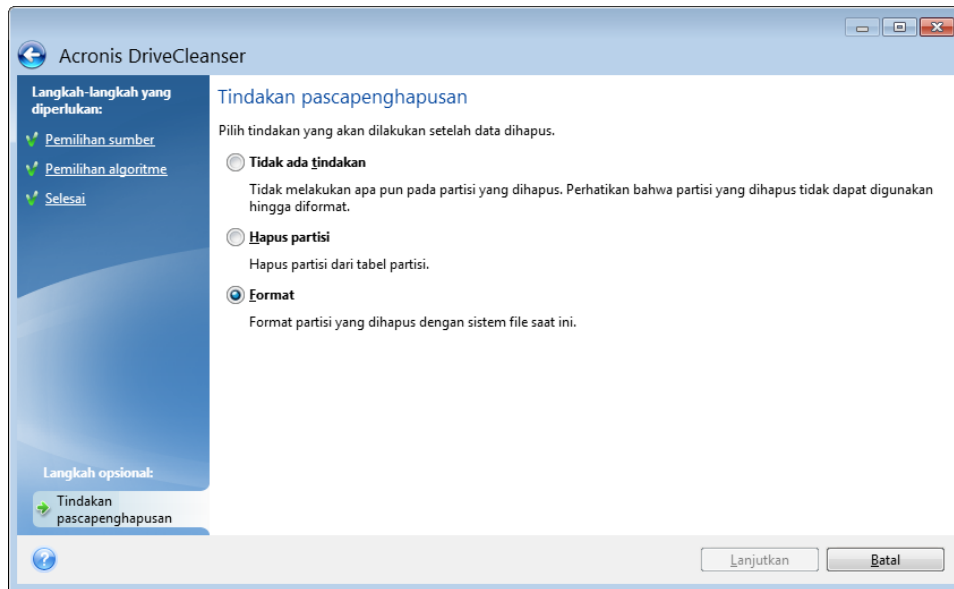 Acronis DriveCleanser
Langkah-langkah yang
diperlukan:
Pemilihan sumber
Pemilihan algoritme
Selesai
Langkah opsional:
Tindakan
pascapenghapusan
Tindakan pascapenghapusan
Pilih tindakan yang akan dilakukan setelah data dihapus.
Tidak ada tindakan
Tidak melakukan apa pun pada partisi yang dihapus. Perhatikan bahwa partisi yang dihapus tidak dapat digunakan
hingga diformat.
Hapus partisi
Hapus partisi dari tabel partisi.
Format
Format partisi yang dihapus dengan sistem file saat ini.
Lanjutkan
Batal